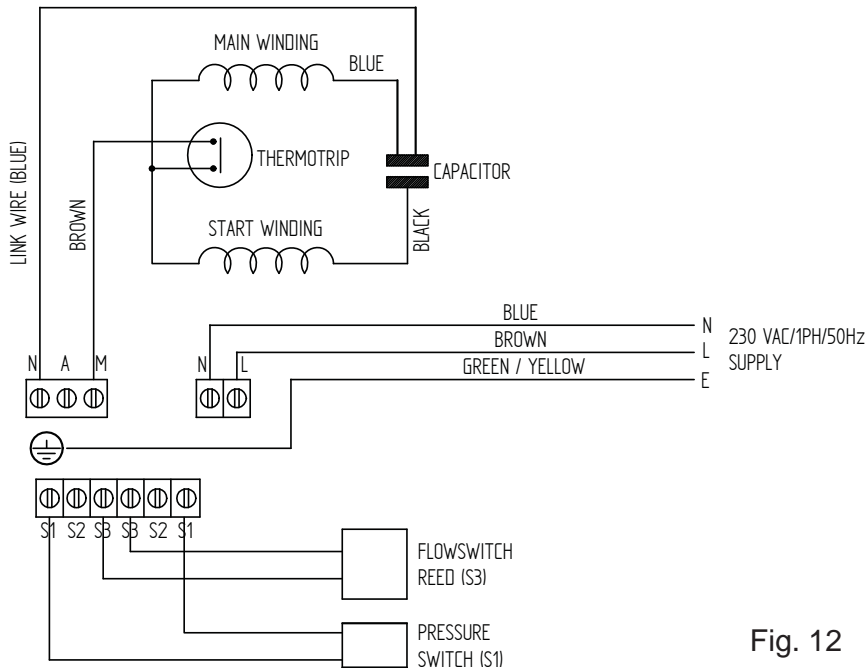 MAIN WINDING
BLUE
THERMOTRIP
CAPACITOR
START WINDING
BLACK
LINK WIRE (BLUE)
BROWN
N A M
N L
BLUE
BROWN
GREEN / YELLOW
N
L
E
230 VAC/1PH/50Hz
SUPPLY
S1 S2 S3 S3 S2 S1
FLOWSWITCH
REED (S3)
PRESSURE
SWITCH (S1)
Fig. 12